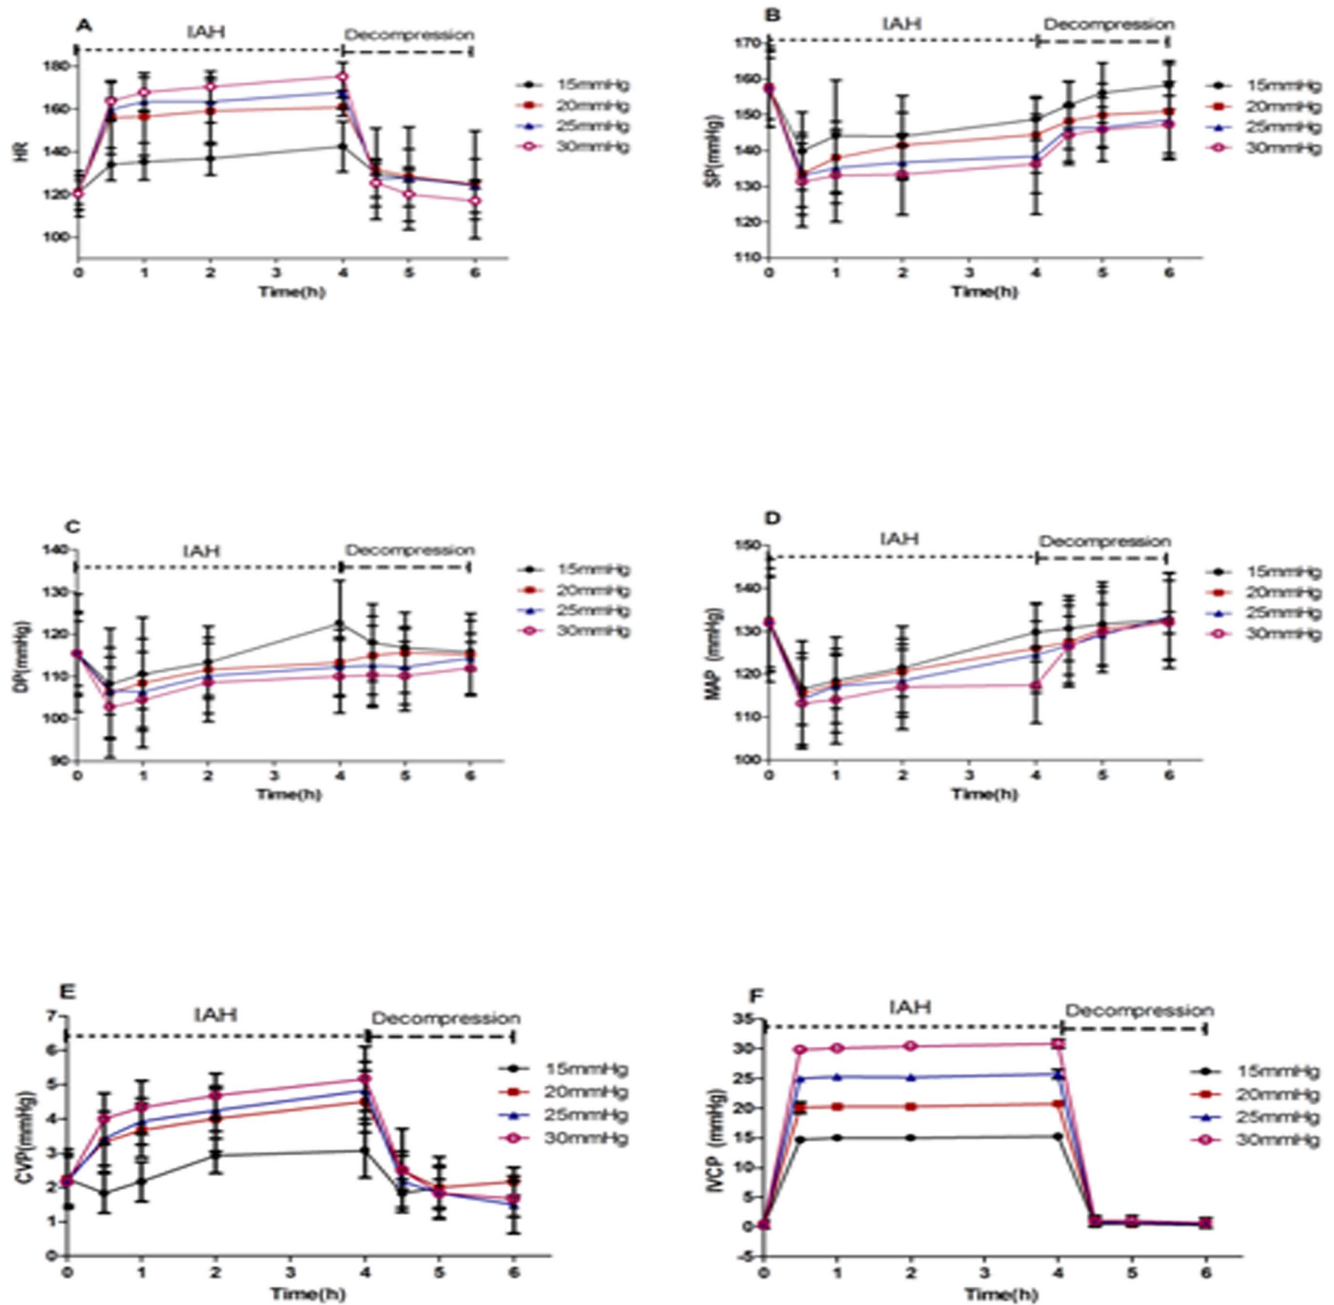 A
IAH
Decompression
180
160
140
120
100
HR
0 1 2 3 4 5 6
Time(h)
15mmHg
20mmHg
25mmHg
30mmHg
B
IAH
Decompression
170
160
150
140
130
120
110
SP(mmHg)
0 1 2 3 4 5 6
Time(h)
15mmHg
20mmHg
25mmHg
30mmHg
C
IAH
Decompression
140
130
120
110
100
90
DP(mmHg)
0 1 2 3 4 5 6
Time(h)
15mmHg
20mmHg
25mmHg
30mmHg
D
IAH
Decompression
150
140
130
120
110
100
MAP (mmHg)
0 1 2 3 4 5 6
Time(h)
15mmHg
20mmHg
25mmHg
30mmHg
E
IAH
Decompression
7
6
5
4
3
2
1
0
CVP(mmHg)
0 1 2 3 4 5 6
Time(h)
15mmHg
20mmHg
25mmHg
30mmHg
F
IAH
Decompression
35
30
25
20
15
10
5
0
-5
IVCP (mmHg)
0 1 2 3 4 5 6
Time(h)
15mmHg
20mmHg
25mmHg
30mmHg